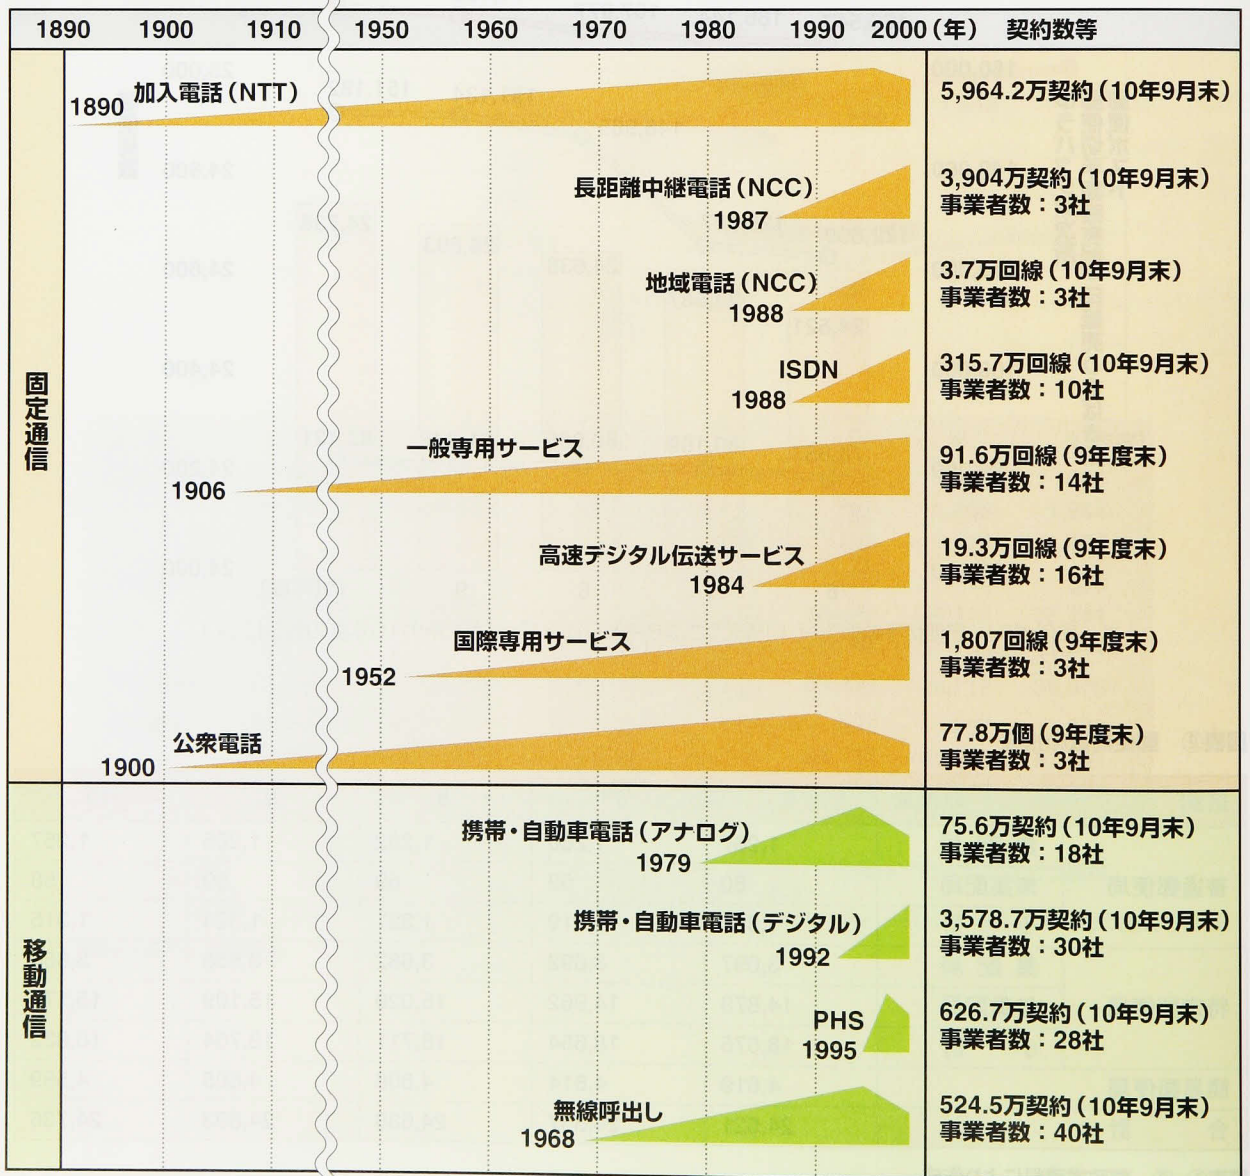 1890 1900 1910 1950 1960 1970 1980 1990 2000(年) 契約数等
固定通信
加入電話(NTT)
1890
5,964.2万契約(10年9月末)
長距離中継電話(NCC)
1987
3,904万契約(10年9月末)
事業者数:3社
地域電話(NCC)
1988
3.7万回線(10年9月末)
事業者数:3社
ISDN
1988
315.7万回線(10年9月末)
事業者数:10社
一般専用サービス
1906
91.6万回線(9年度末)
事業者数:14社
高速デジタル伝送サービス
1984
19.3万回線(9年度末)
事業者数:16社
国際専用サービス
1952
1,807回線(9年度末)
事業者数:3社
公衆電話
1900
77.8万個(9年度末)
事業者数:3社
移動通信
携帯・自動車電話(アナログ)
1979
75.6万契約(10年9月末)
事業者数:18社
携帯・自動車電話(デジタル)
1992
3,578.7万契約(10年9月末)
事業者数:30社
PHS
1995
626.7万契約(10年9月末)
事業者数:28社
無線呼出し
1968
524.5万契約(10年9月末)
事業者数:40社